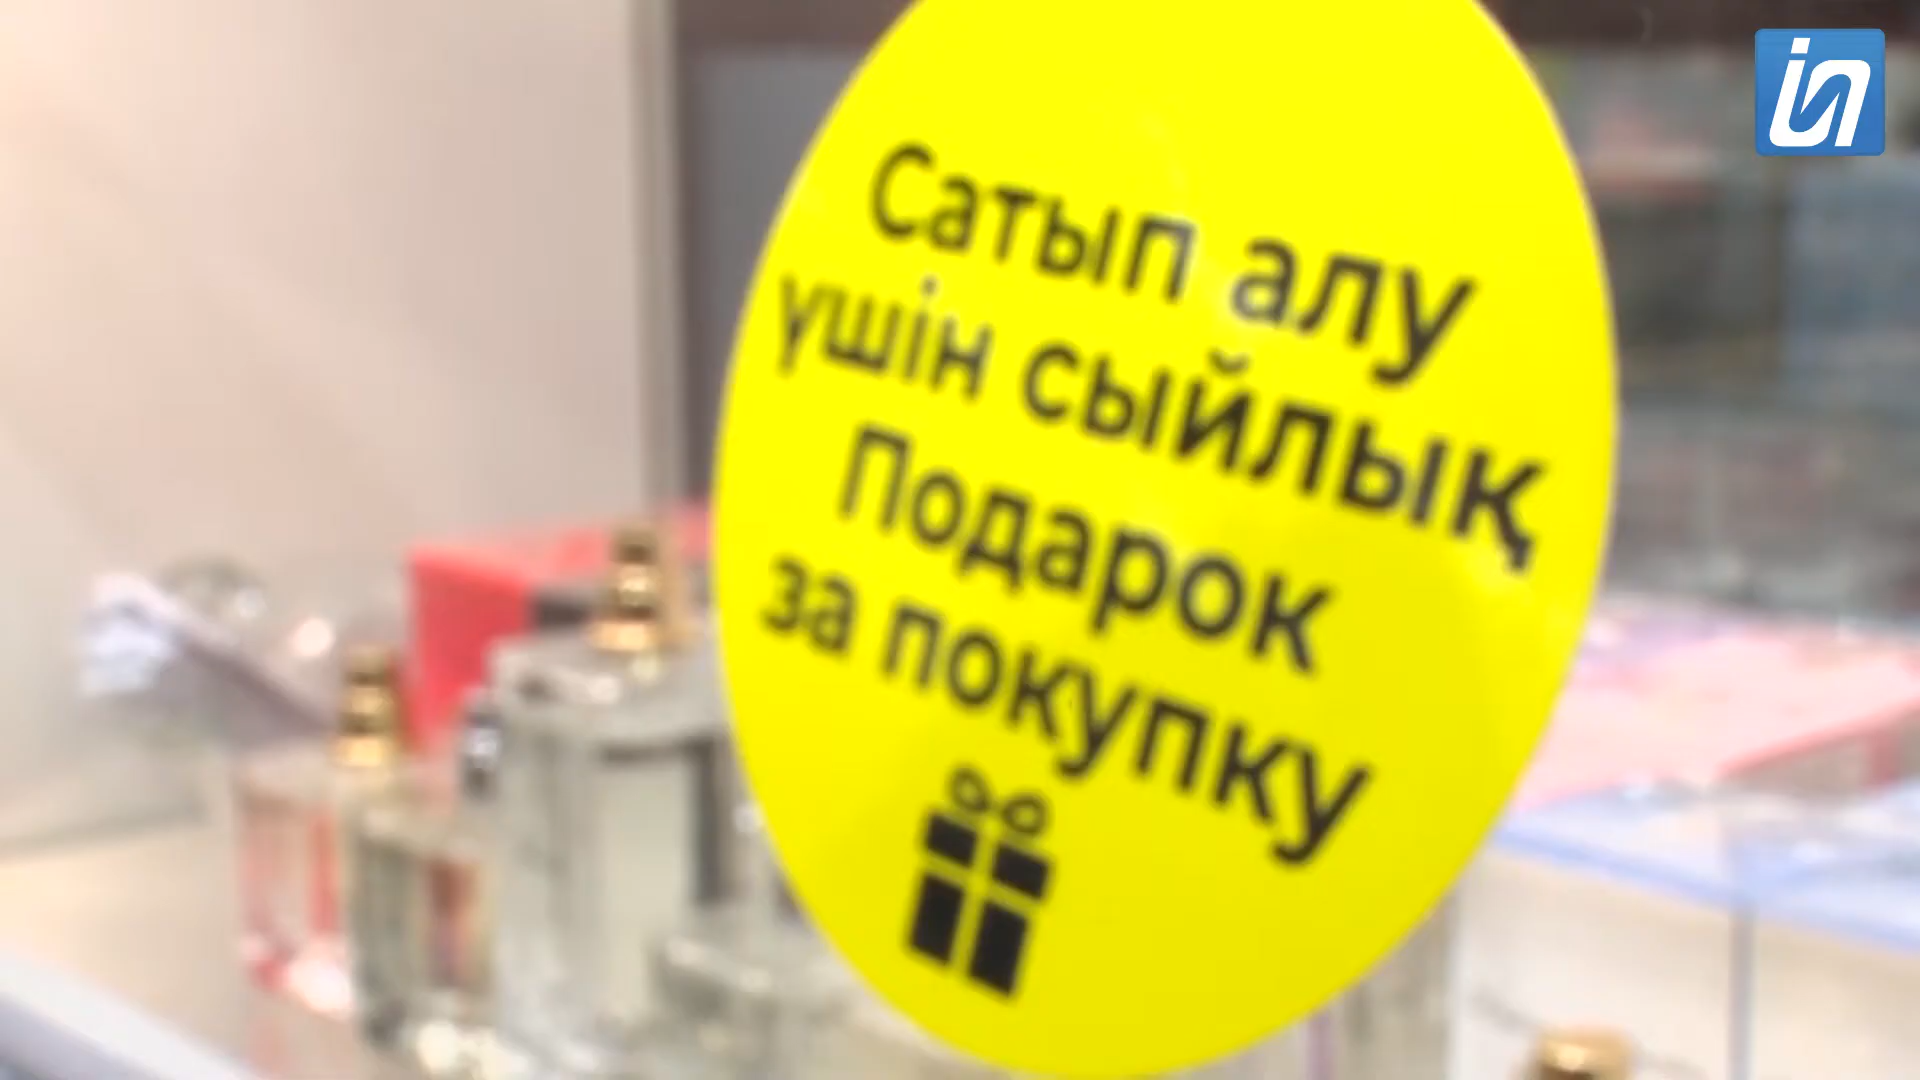 Сатып алу
үшін сыйлық
Подарок
за покупку